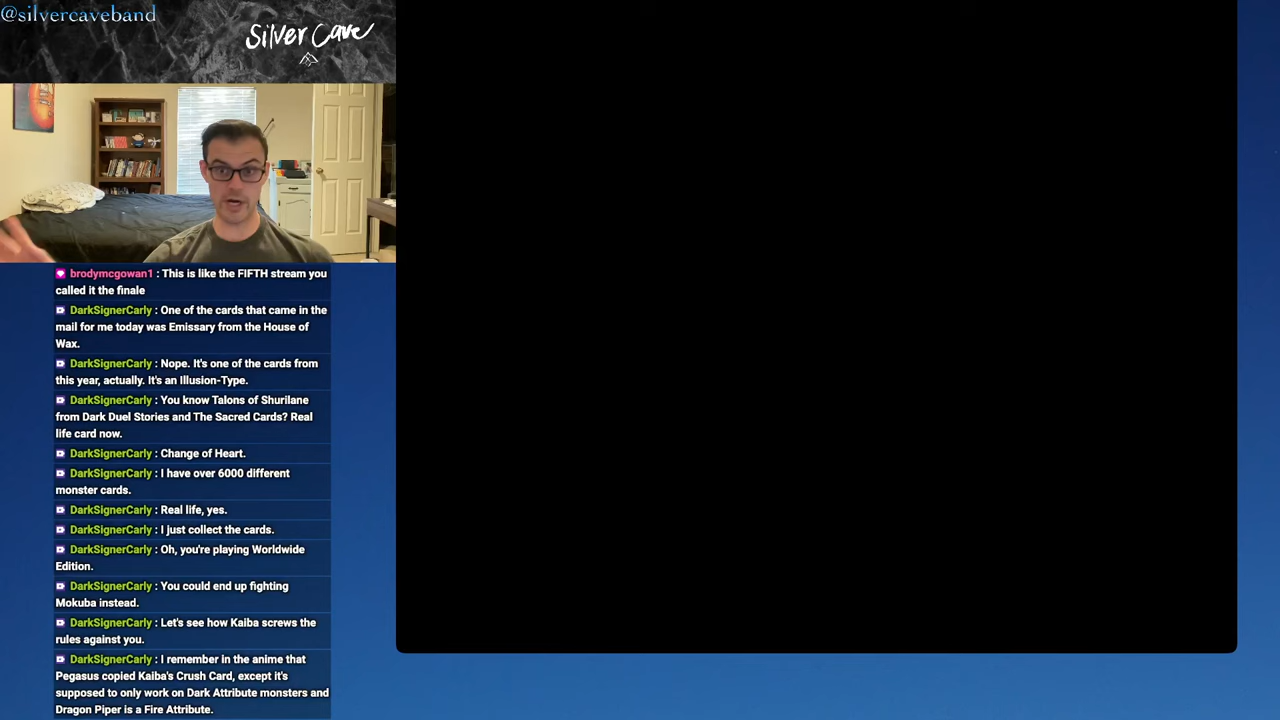 @silvercaveband
Silver Cave
brodymcgowan1 : This is like the FIFTH stream you
called it the finale
DarkSignerCarly : One of the cards that came in the
mail for me today was Emissary from the House of
Wax.
DarkSignerCarly : Nope. It's one of the cards from
this year, actually. It's an Illusion-Type.
DarkSignerCarly : You know Talons of Shurilane
from Dark Duel Stories and The Sacred Cards? Real
life card now.
DarkSignerCarly : Change of Heart.
DarkSignerCarly : I have over 6000 different
monster cards.
DarkSignerCarly : Real life, yes.
DarkSignerCarly : I just collect the cards.
DarkSignerCarly : Oh, you're playing Worldwide
Edition.
DarkSignerCarly : You could end up fighting
Mokuba instead.
DarkSignerCarly : Let's see how Kaiba screws the
rules against you.
DarkSignerCarly : I remember in the anime that
Pegasus copied Kaiba's Crush Card, except it's
supposed to only work on Dark Attribute monsters and
Dragon Piper is a Fire Attribute.